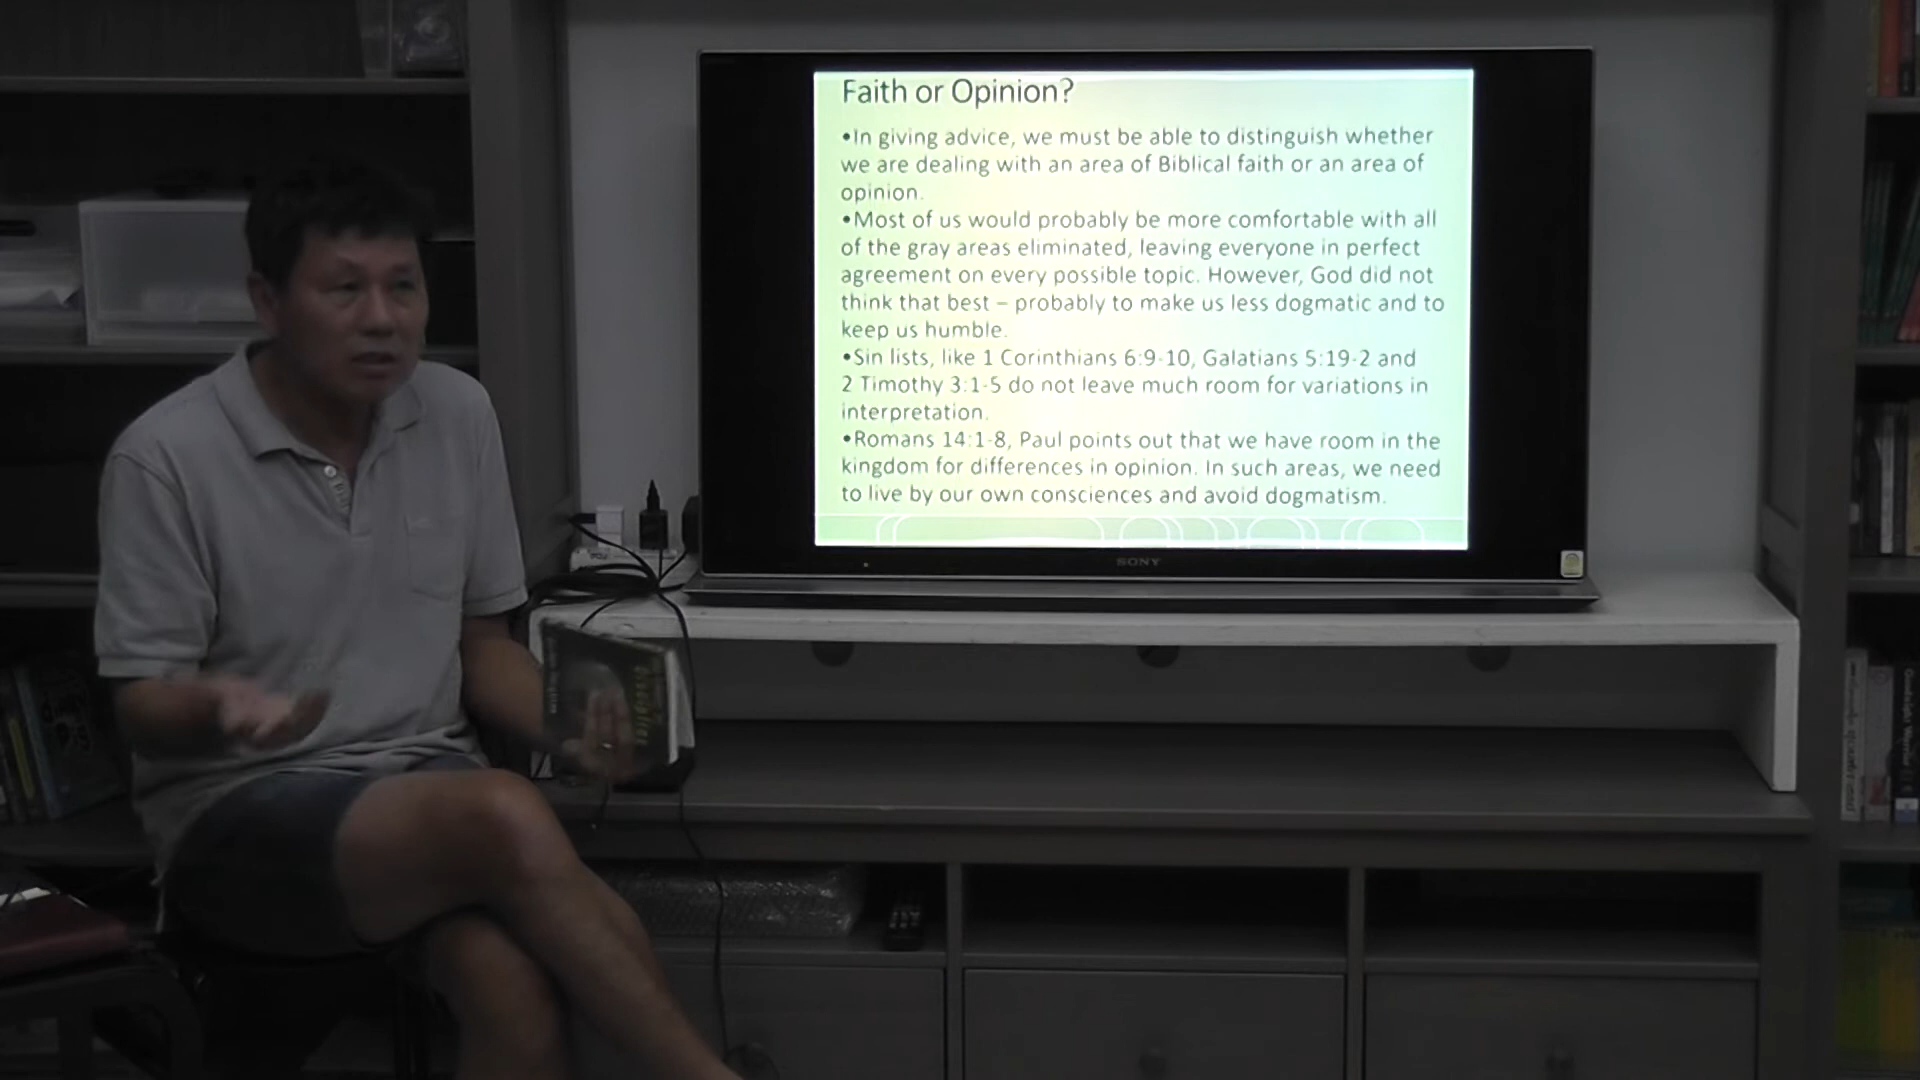 Faith or Opinion?
•In giving advice, we must be able to distinguish whether
we are dealing with an area of Biblical faith or an area of
opinion.
•Most of us would probably be more comfortable with all
of the gray areas eliminated, leaving everyone in perfect
agreement on every possible topic. However, God did not
think that best – probably to make us less dogmatic and to
keep us humble.
•Sin lists, like 1 Corinthians 6:9-10, Galatians 5:19-2 and
2 Timothy 3:1-5 do not leave much room for variations in
interpretation.
•Romans 14:1-8, Paul points out that we have room in the
kingdom for differences in opinion. In such areas, we need
to live by our own consciences and avoid dogmatism.
SONY